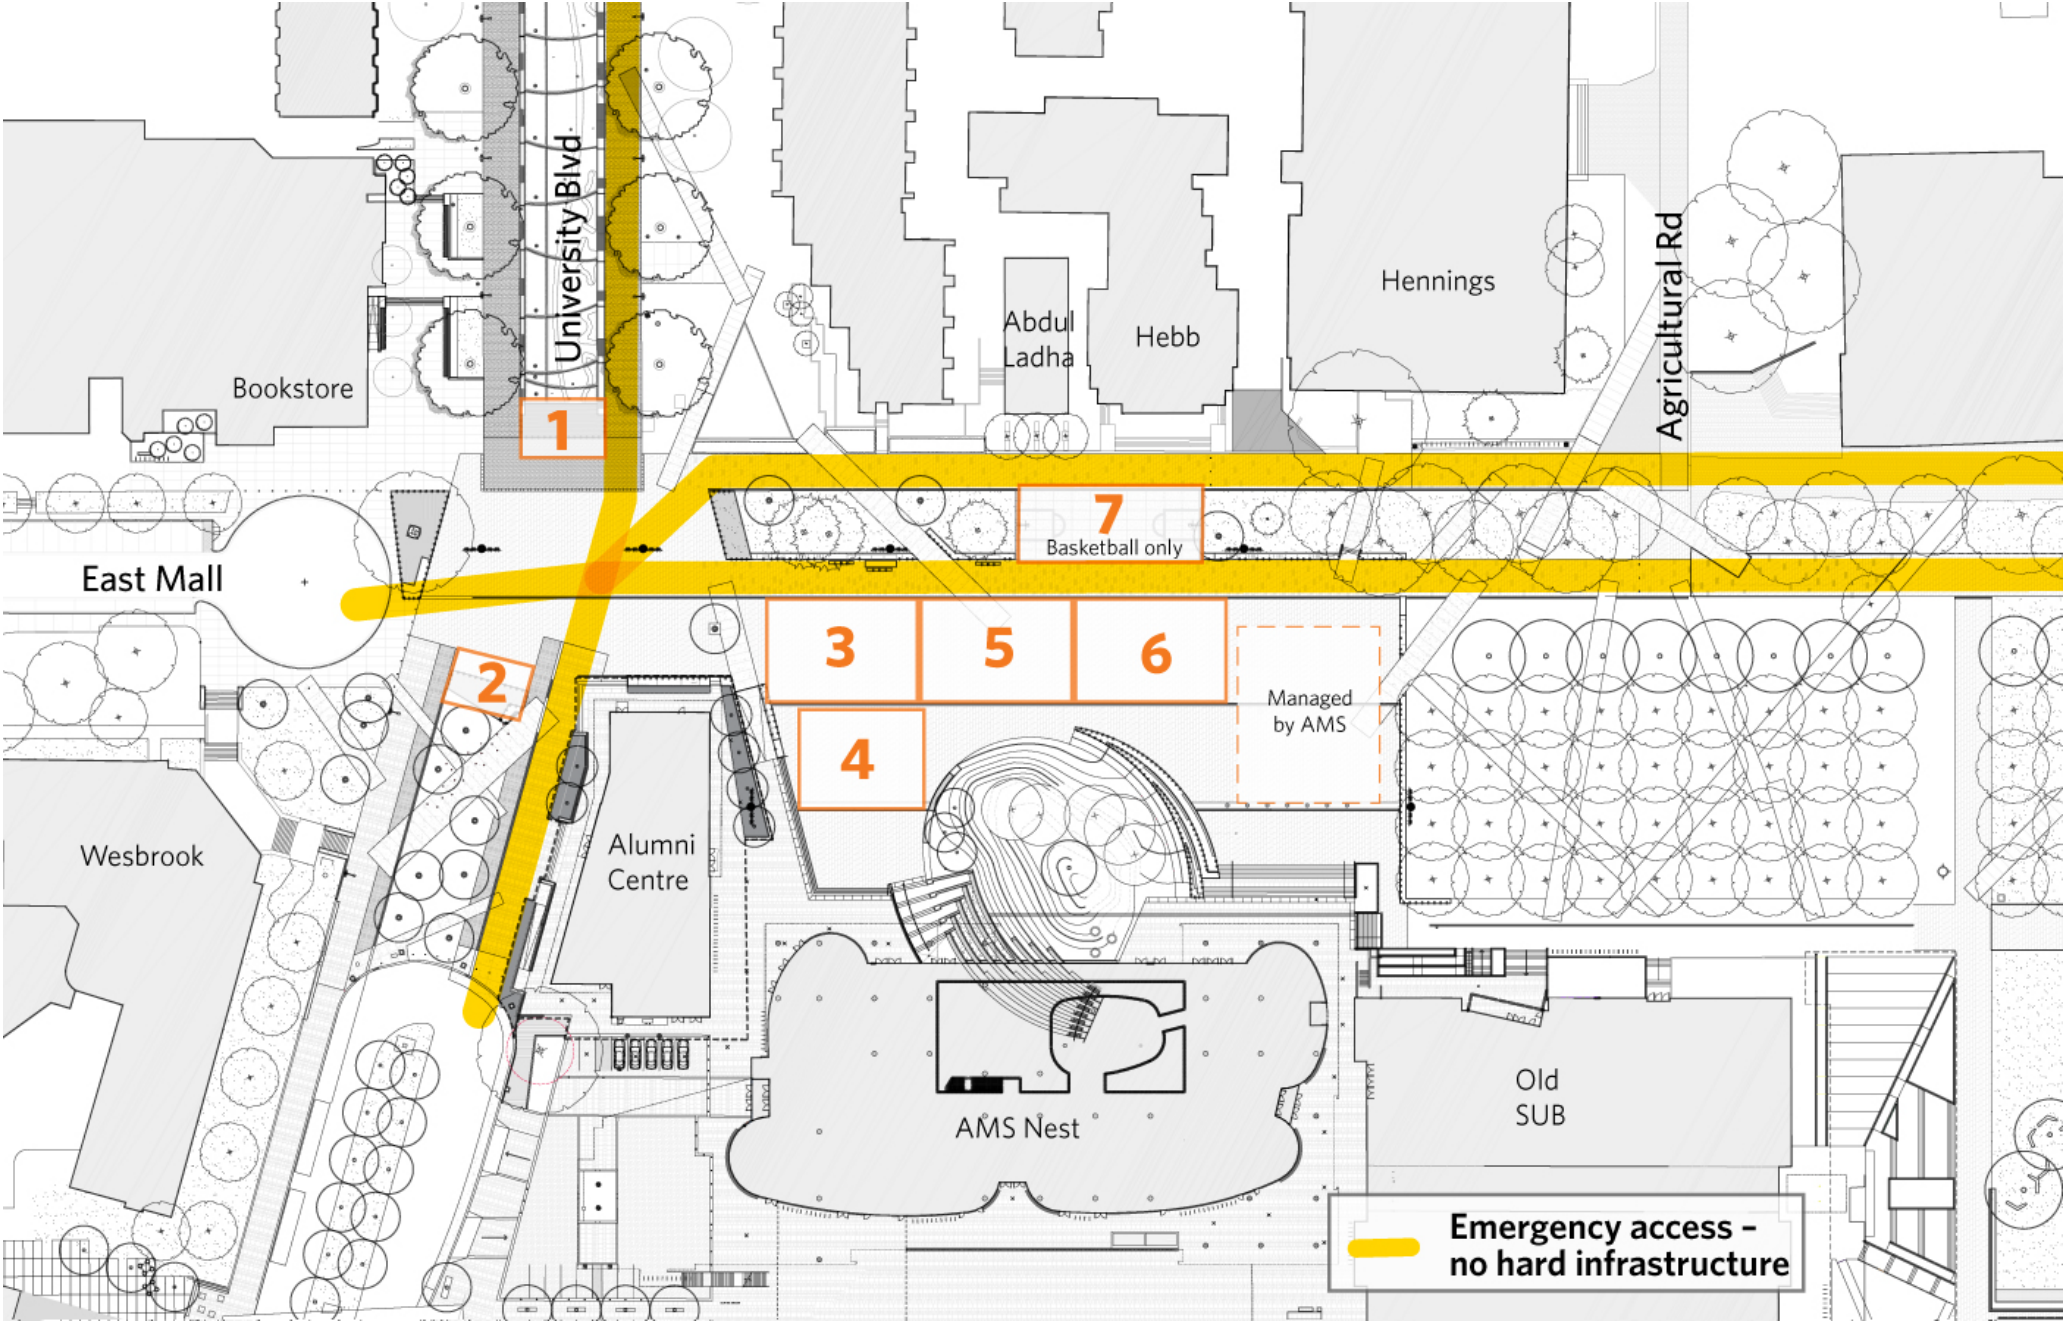 University Blvd
Agricultural Rd
Hennings
Abdul
Ladha
Hebb
Bookstore
1
7
Basketball only
East Mall
2
3
5
6
Managed
by AMS
4
Wesbrook
Alumni
Centre
Old
SUB
AMS Nest
Emergency access –
no hard infrastructure